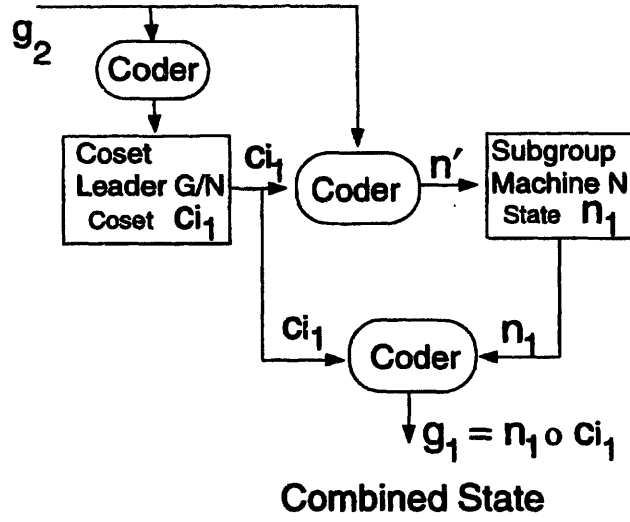 g₂
Coder
Coset
Leader G/N
Coset ci₁
ci₁
Coder
n′
Subgroup
Machine N
State n₁
ci₁
Coder
n₁
g₁ = n₁ o ci₁
Combined State